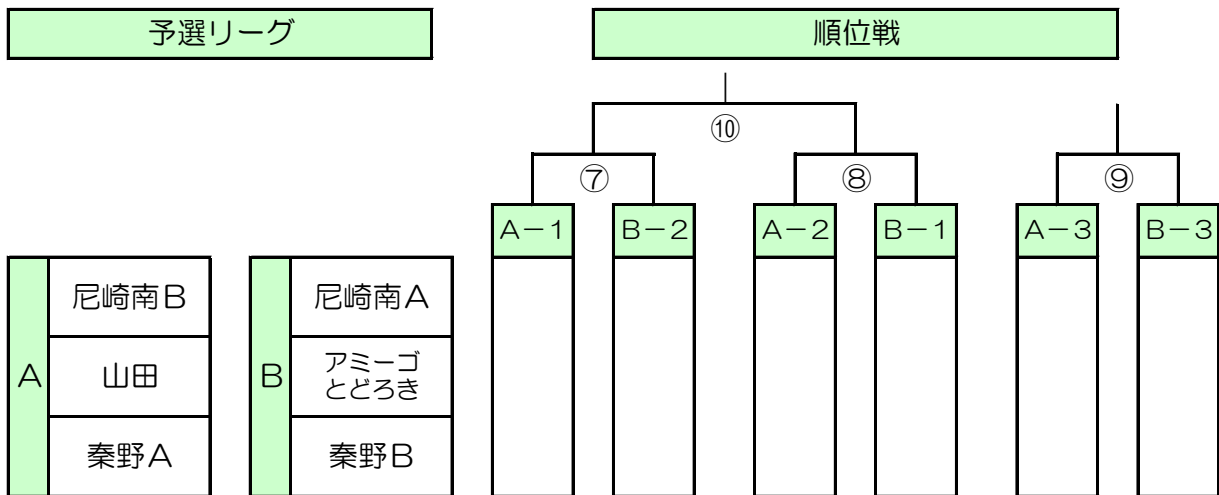 予選リーグ
順位戦
⑩
⑦
⑧
⑨
A－1
B－2
A－2
B－1
A－3
B－3
A
尼崎南B
山田
秦野A
B
尼崎南A
アミーゴ
とどろき
秦野B